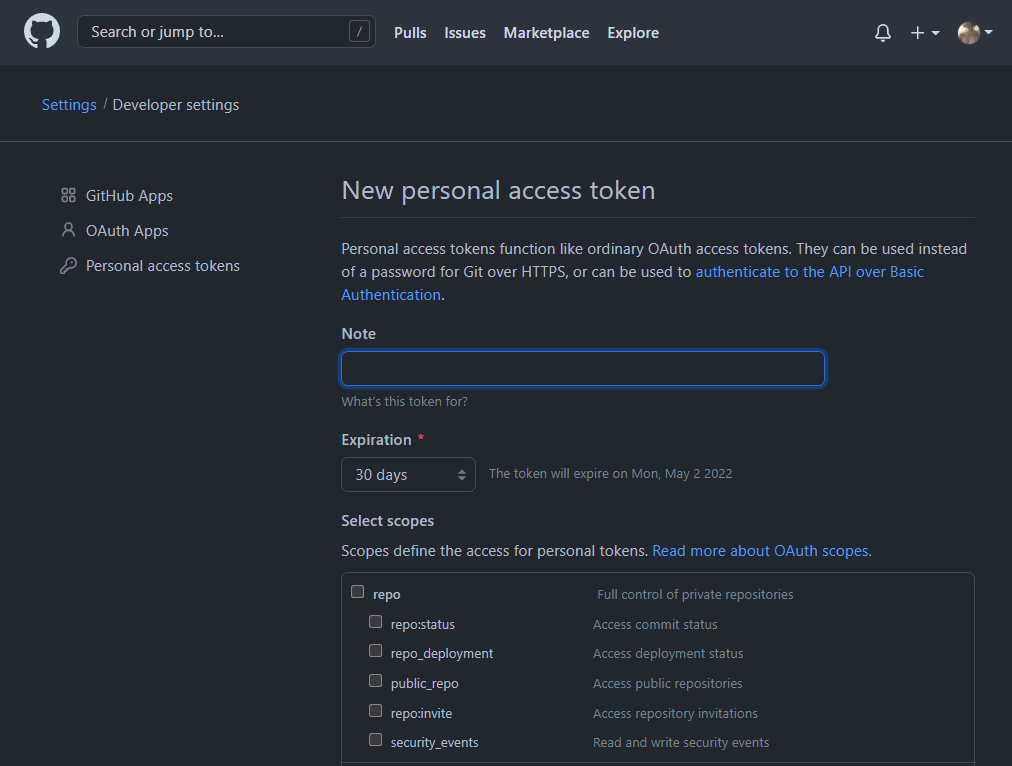 Search or jump to... /
Pulls Issues Marketplace Explore
Settings / Developer settings
GitHub Apps
OAuth Apps
Personal access tokens
New personal access token
Personal access tokens function like ordinary OAuth access tokens. They can be used instead
of a password for Git over HTTPS, or can be used to authenticate to the API over Basic
Authentication.
Note
What's this token for?
Expiration *
30 days The token will expire on Mon, May 2 2022
Select scopes
Scopes define the access for personal tokens. Read more about OAuth scopes.
repo Full control of private repositories
repo:status Access commit status
repo_deployment Access deployment status
public_repo Access public repositories
repo:invite Access repository invitations
security_events Read and write security events